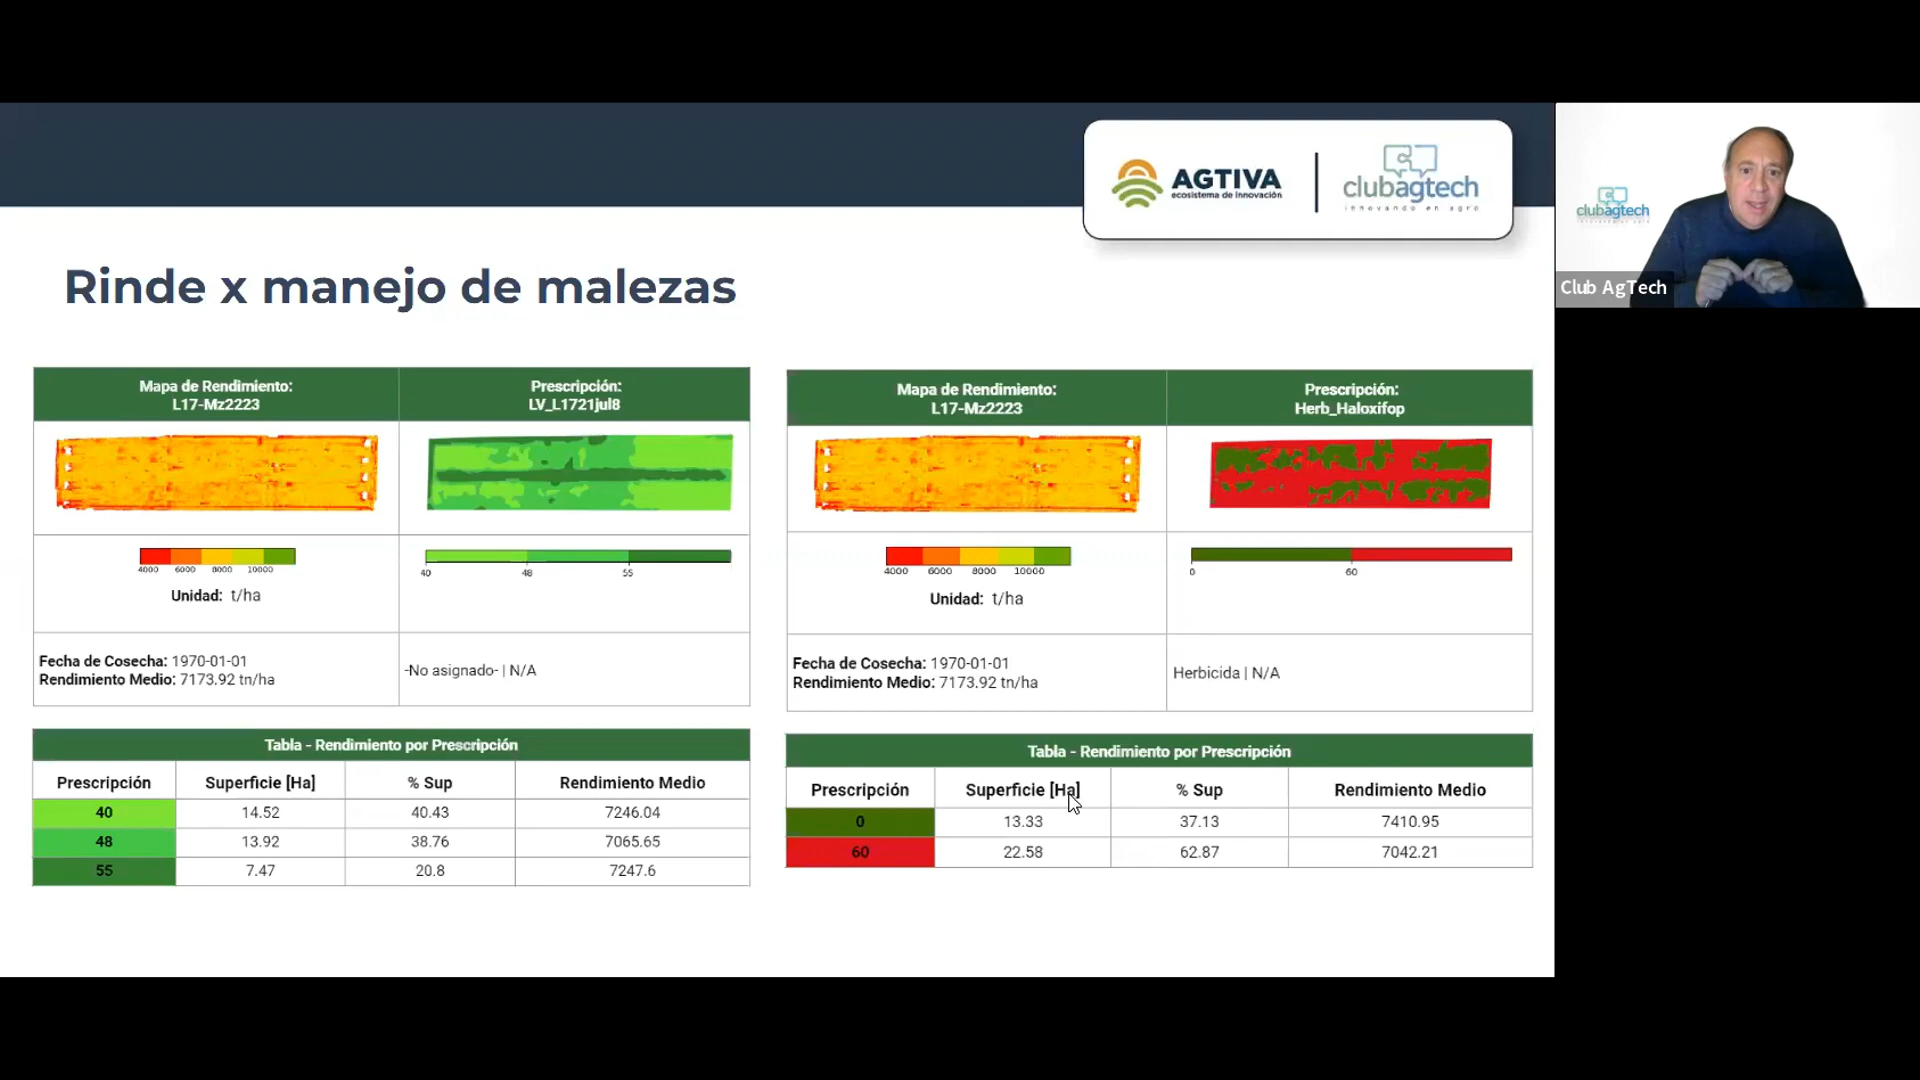 AGTIVA
ecosistema de innovación
clubagtech
innovando en agro
clubagtech
Club AgTech
Rinde x manejo de malezas
Mapa de Rendimiento:
L17-Mz2223
Prescripción:
LV_L1721jul8
4000 6000 8000 10000
Unidad: t/ha
40 48 55
Fecha de Cosecha: 1970-01-01
Rendimiento Medio: 7173.92 tn/ha
-No asignado- | N/A
Tabla - Rendimiento por Prescripción
Prescripción Superficie [Ha] % Sup Rendimiento Medio
40 14.52 40.43 7246.04
48 13.92 38.76 7065.65
55 7.47 20.8 7247.6
Mapa de Rendimiento:
L17-Mz2223
Prescripción:
Herb_Haloxifop
4000 6000 8000 10000
Unidad: t/ha
0 60
Fecha de Cosecha: 1970-01-01
Rendimiento Medio: 7173.92 tn/ha
Herbicida | N/A
Tabla - Rendimiento por Prescripción
Prescripción Superficie [Ha] % Sup Rendimiento Medio
0 13.33 37.13 7410.95
60 22.58 62.87 7042.21